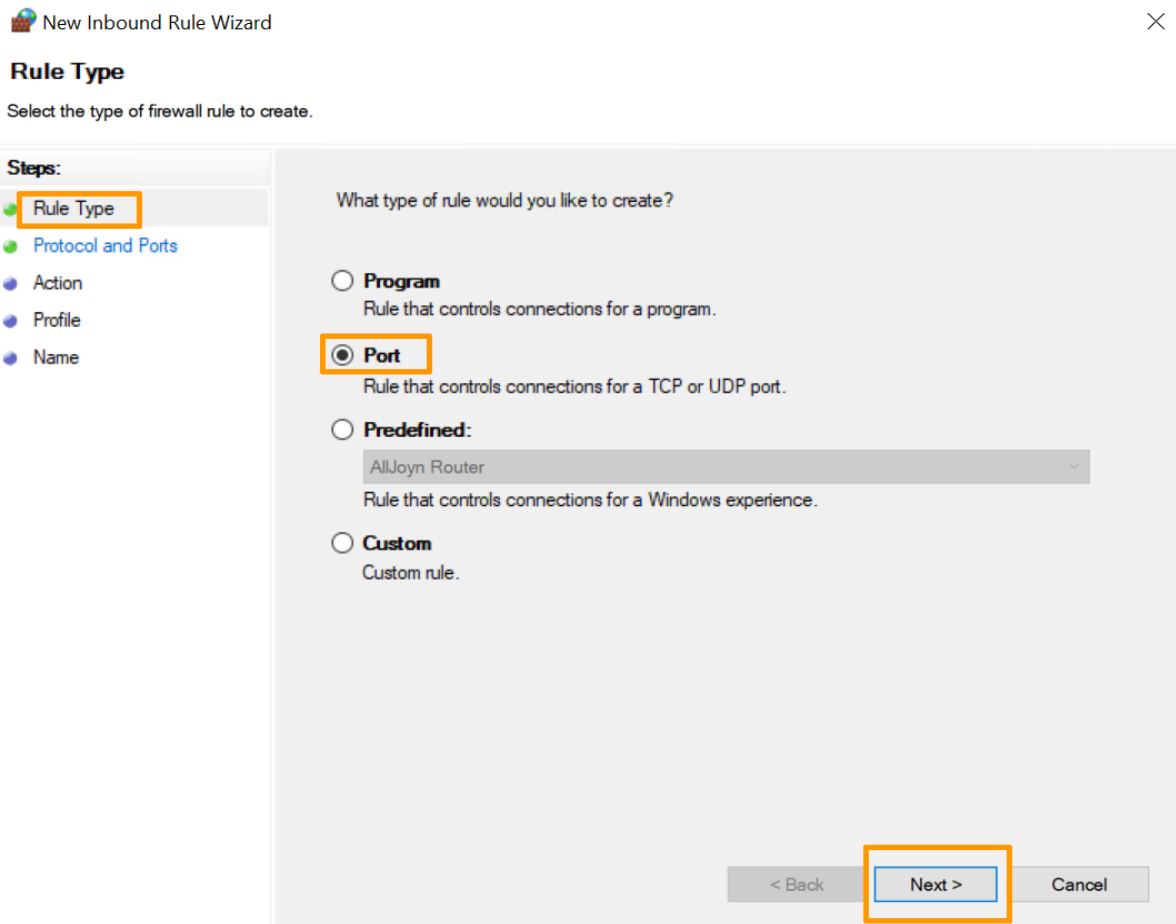 New Inbound Rule Wizard
Rule Type
Select the type of firewall rule to create.
Steps:
Rule Type
Protocol and Ports
Action
Profile
Name
What type of rule would you like to create?
Program
Rule that controls connections for a program.
Port
Rule that controls connections for a TCP or UDP port.
Predefined:
AllJoyn Router
Rule that controls connections for a Windows experience.
Custom
Custom rule.
< Back
Next >
Cancel